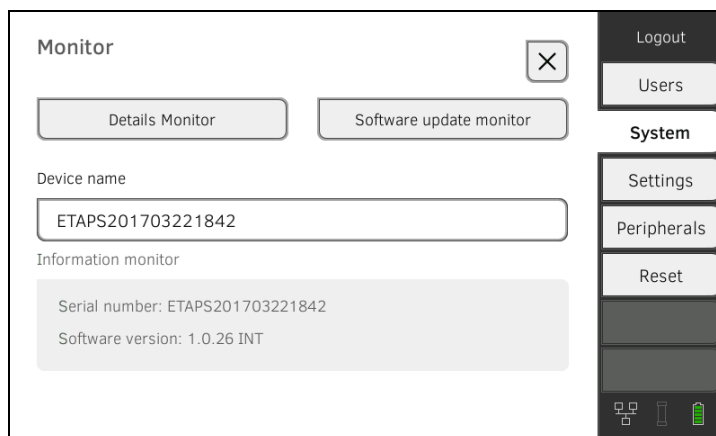 Monitor
Details Monitor
Software update monitor
Device name
ETAPS201703221842
Information monitor
Serial number: ETAPS201703221842
Software version: 1.0.26 INT
Logout
Users
System
Settings
Peripherals
Reset